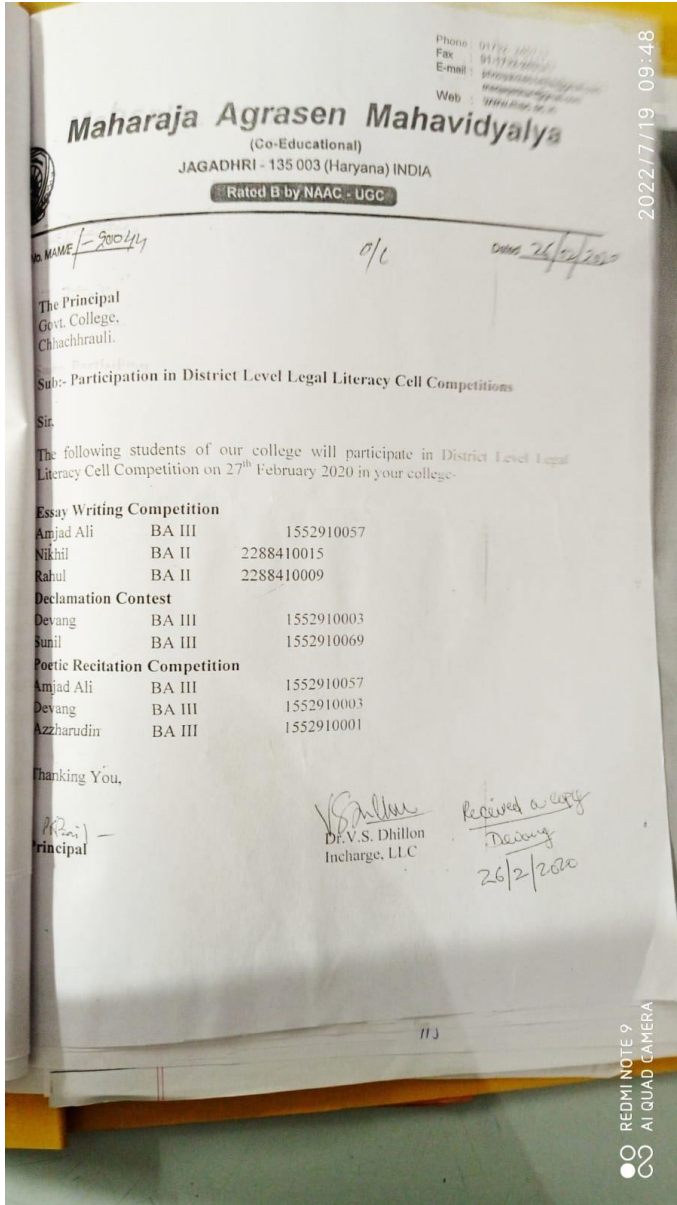 Phone :
Fax :
E-mail :
Web :
Maharaja Agrasen Mahavidyalya
(Co-Educational)
JAGADHRI - 135 003 (Haryana) INDIA
Rated B by NAAC - UGC
No. MAM/E/- 90044 o/c Dated 26/02/2020
The Principal
Govt. College,
Chhachhrauli.
Sub:- Participation in District Level Legal Literacy Cell Competitions
Sir,
The following students of our college will participate in District Level Legal
Literacy Cell Competition on 27th February 2020 in your college-
Essay Writing Competition
Amjad Ali BA III 1552910057
Nikhil BA II 2288410015
Rahul BA II 2288410009
Declamation Contest
Devang BA III 1552910003
Sunil BA III 1552910069
Poetic Recitation Competition
Amjad Ali BA III 1552910057
Devang BA III 1552910003
Azzharudin BA III 1552910001
Thanking You,
Principal
Dr.V.S. Dhillon
Incharge, LLC
Received a copy
Devang
26/2/2020
113
2022/7/19 09:48
REDMI NOTE 9
AI QUAD CAMERA